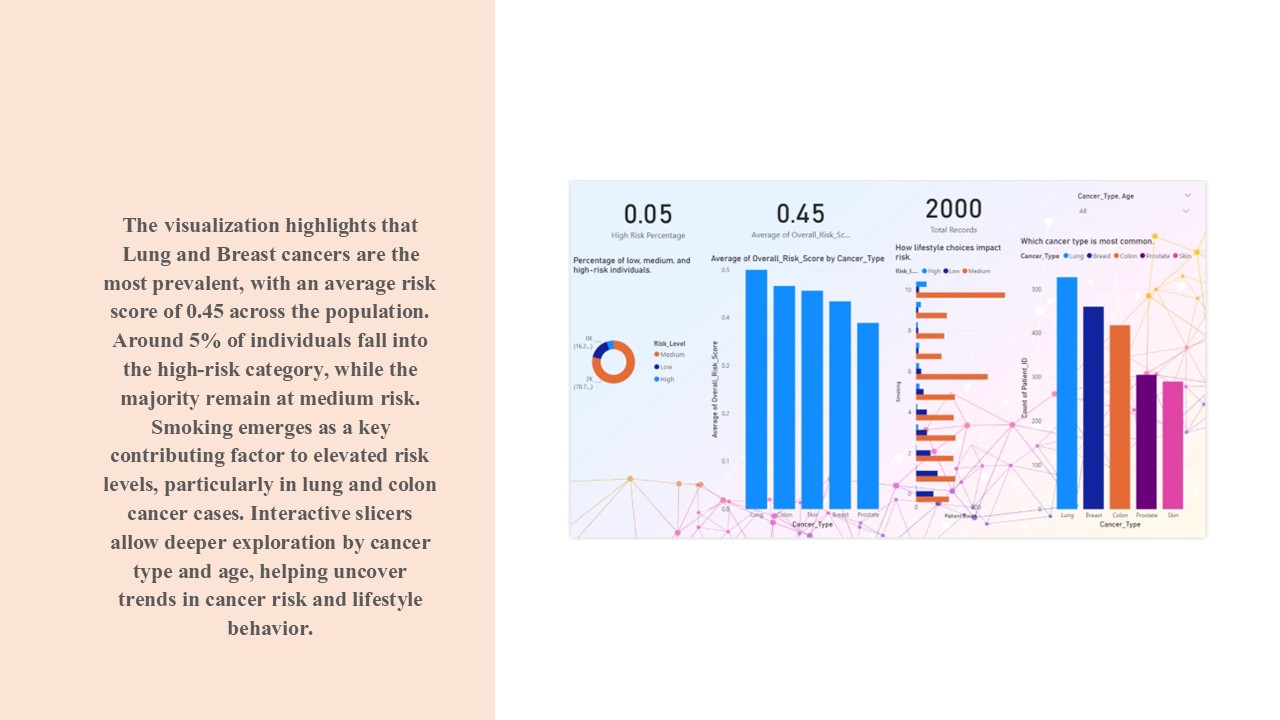 The visualization highlights that
Lung and Breast cancers are the
most prevalent, with an average risk
score of 0.45 across the population.
Around 5% of individuals fall into
the high-risk category, while the
majority remain at medium risk.
Smoking emerges as a key
contributing factor to elevated risk
levels, particularly in lung and colon
cancer cases. Interactive slicers
allow deeper exploration by cancer
type and age, helping uncover
trends in cancer risk and lifestyle
behavior.
0.05
High Risk Percentage
0.45
Average of Overall_Risk_Sc...
2000
Total Records
Cancer_Type, Age
All
Percentage of low, medium, and
high-risk individuals.
0K
2K
Risk_Level
Medium
Low
High
Average of Overall_Risk_Score by Cancer_Type
Average of Overall_Risk_Score
0.5
0.4
0.3
0.2
0.1
0.0
Lung Colon Skin Breast Prostate
Cancer_Type
How lifestyle choices impact
risk.
Risk_L... High Low Medium
Smoking
10
8
6
4
2
0
0
Which cancer type is most common.
Cancer_Type Lung Breast Colon Prostate Skin
Count of Patient_ID
500
400
300
200
100
0
Lung Breast Colon Prostate Skin
Cancer_Type